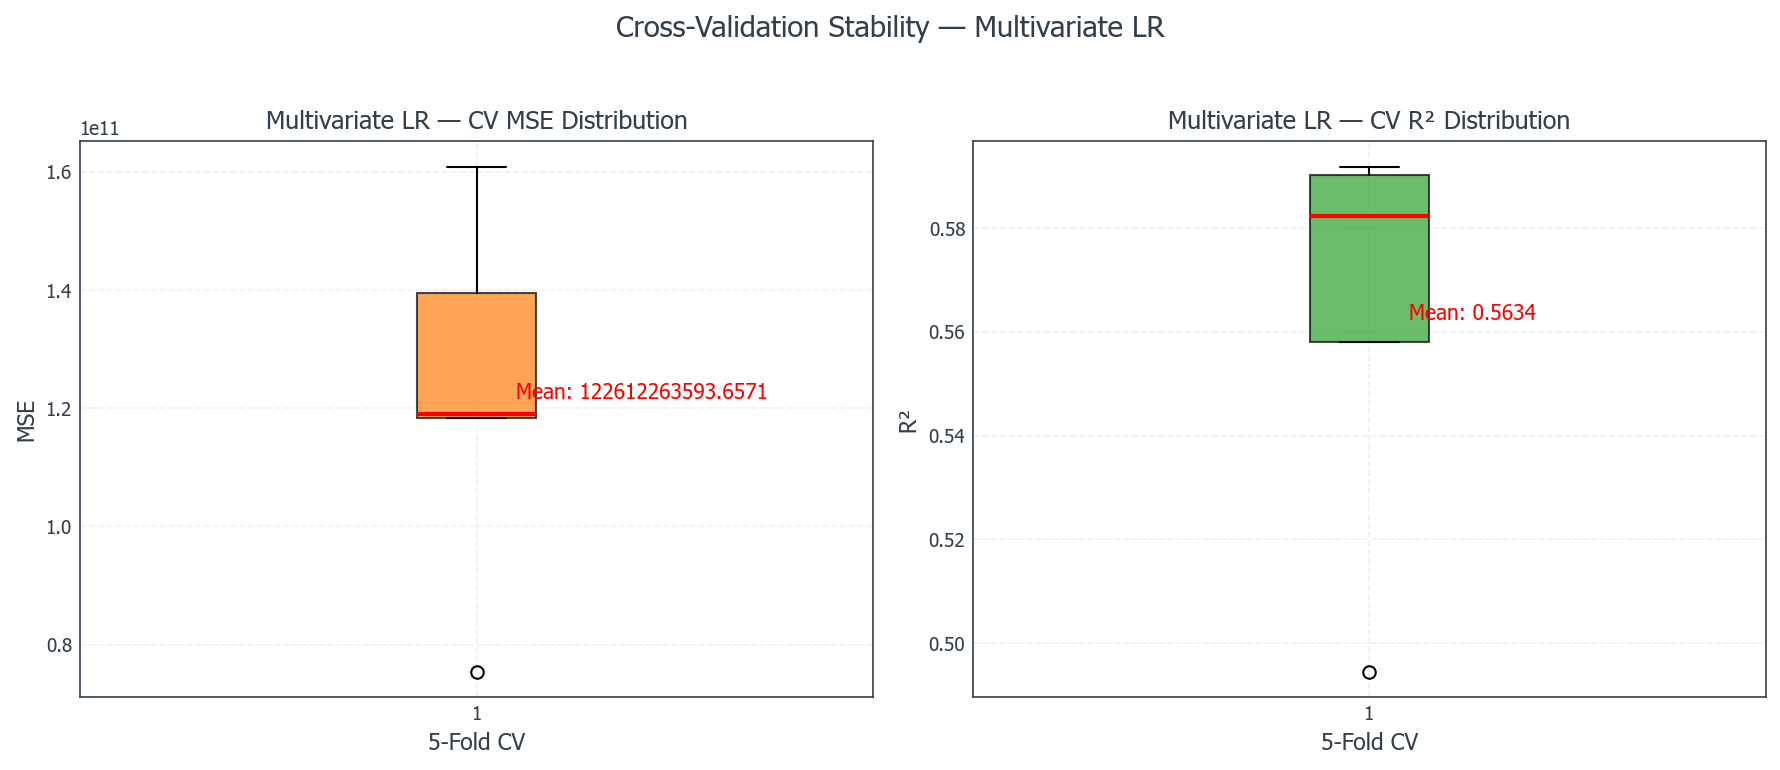 Cross-Validation Stability — Multivariate LR
Multivariate LR — CV MSE Distribution
1e11
1.6
1.4
1.2
1.0
0.8
MSE
Mean: 122612263593.6571
1
5-Fold CV
Multivariate LR — CV R² Distribution
0.58
0.56
0.54
0.52
0.50
R²
Mean: 0.5634
1
5-Fold CV